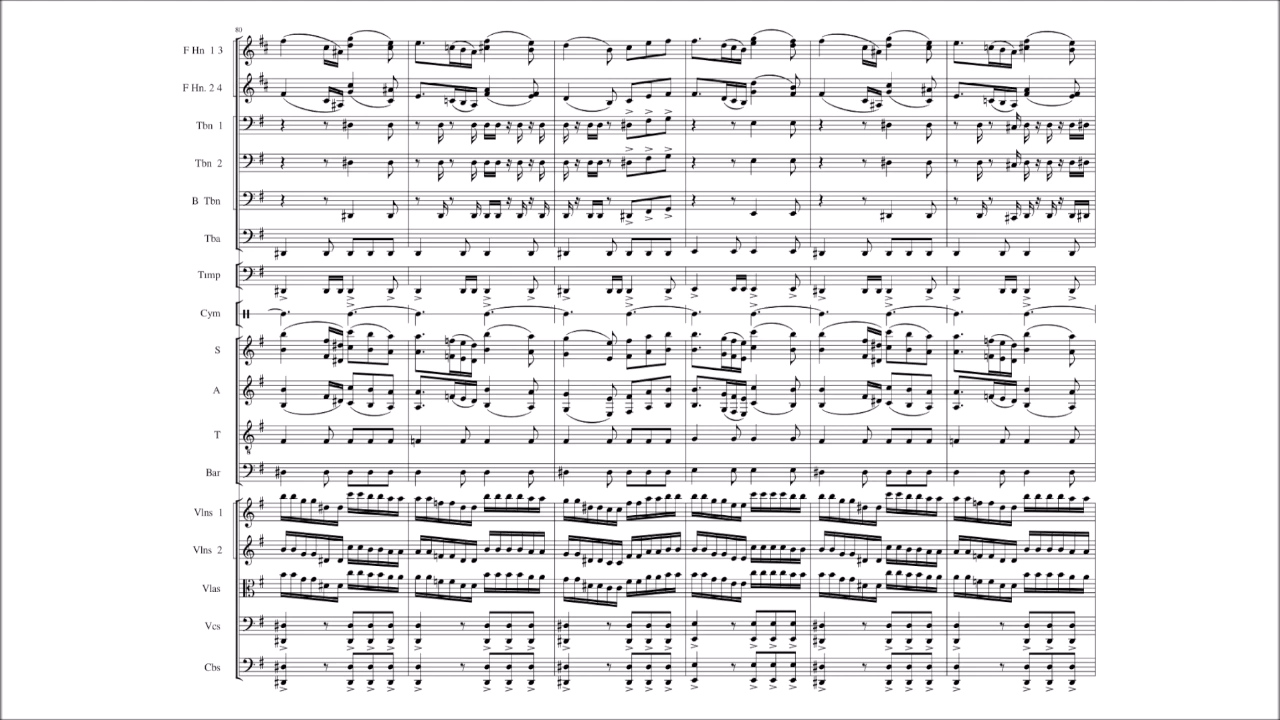 80
F Hn 1 3
F Hn. 2 4
Tbn 1
Tbn 2
B Tbn
Tba
Timp
Cym
S
A
T
Bar
Vlns 1
Vlns 2
Vlas
Vcs
Cbs